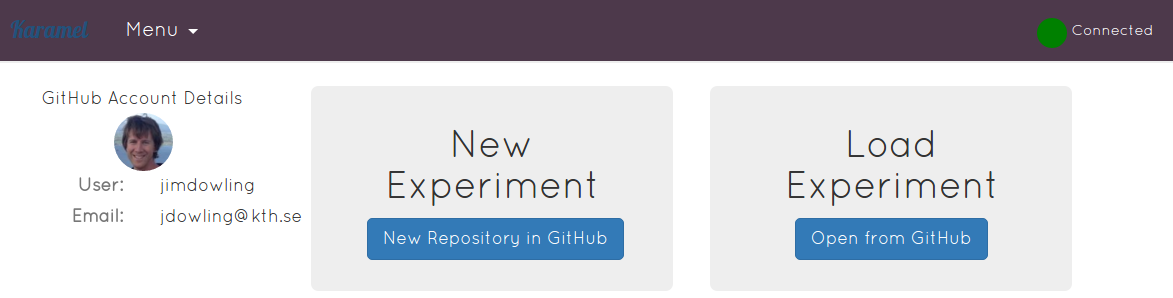 Karamel
Menu
Connected
GitHub Account Details
User: jimdowling
Email: jdowling@kth.se
New
Experiment
New Repository in GitHub
Load
Experiment
Open from GitHub